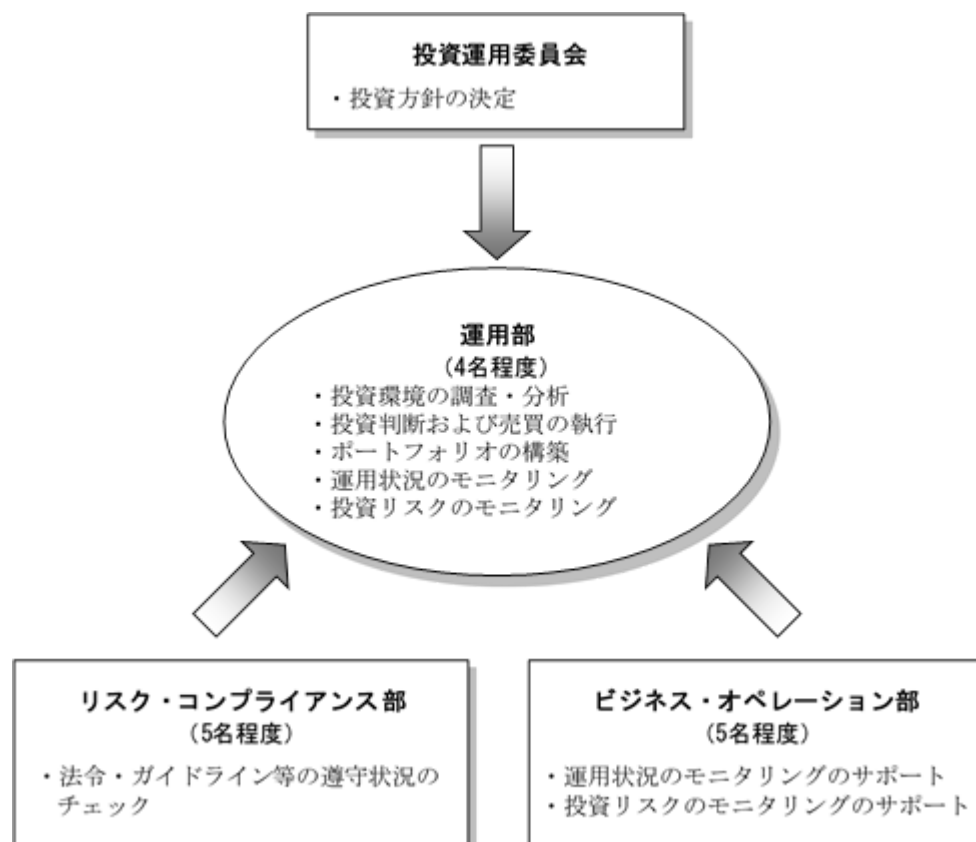 投資運用委員会
・投資方針の決定
運用部
(4名程度)
・投資環境の調査・分析
・投資判断および売買の執行
・ポートフォリオの構築
・運用状況のモニタリング
・投資リスクのモニタリング
リスク・コンプライアンス部
(5名程度)
・法令・ガイドライン等の遵守状況の
チェック
ビジネス・オペレーション部
(5名程度)
・運用状況のモニタリングのサポート
・投資リスクのモニタリングのサポート